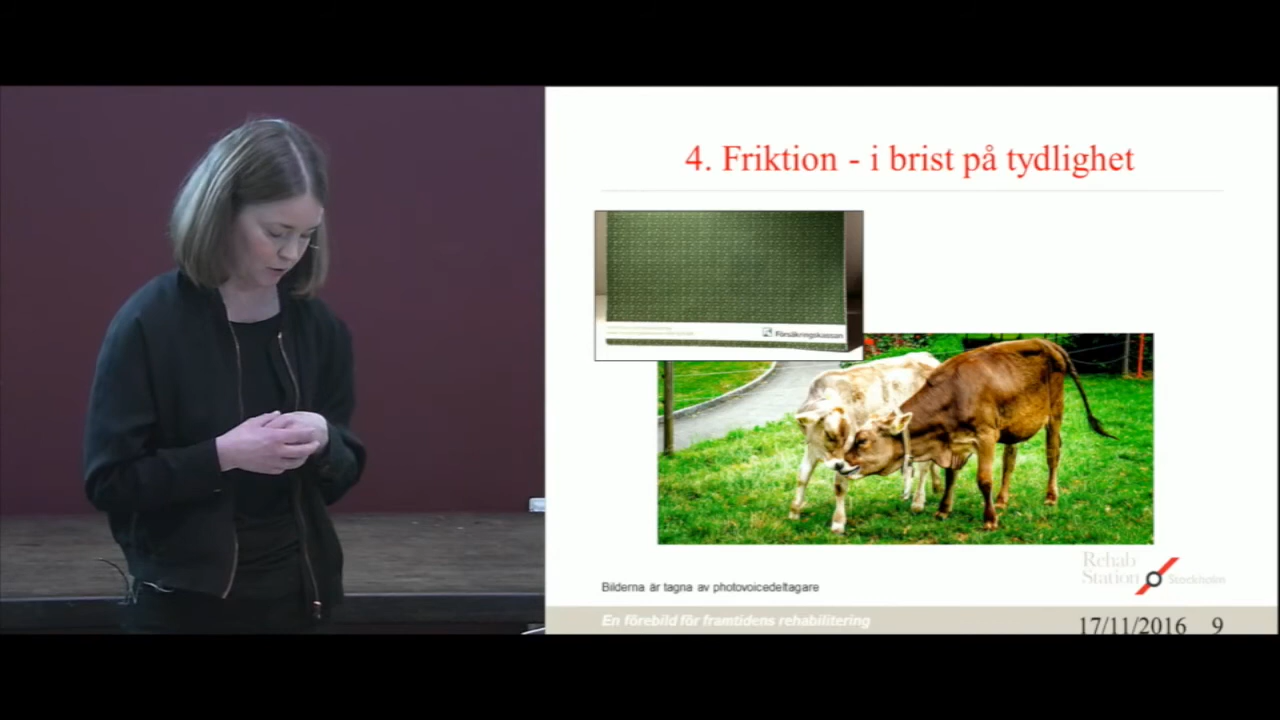 4. Friktion - i brist på tydlighet
Försäkringskassan
Bilderna är tagna av photovoicedeltagare
Rehab
Station Stockholm
En förebild för framtidens rehabilitering
17/11/2016 9